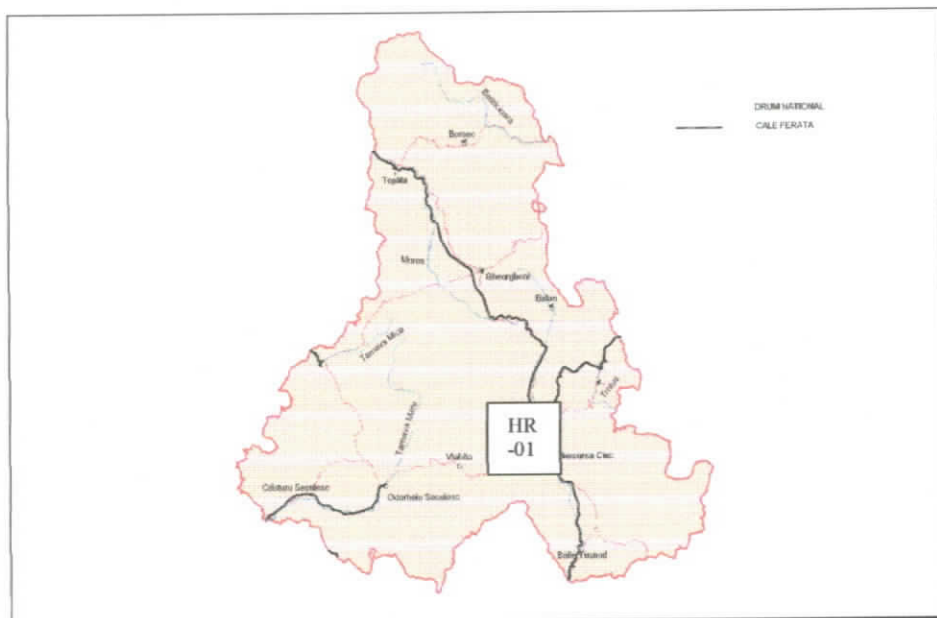 DRUM NATIONAL
CALE FERATA
Borsec
Toplita
Mures
Gheorgheni
Balan
Tarnava Mica
Trotus
Tarnava Mare
HR
-01
Vlahita
Miercurea Ciuc
Cristuru Secuiesc
Odorheiu Secuiesc
Baile Tusnad